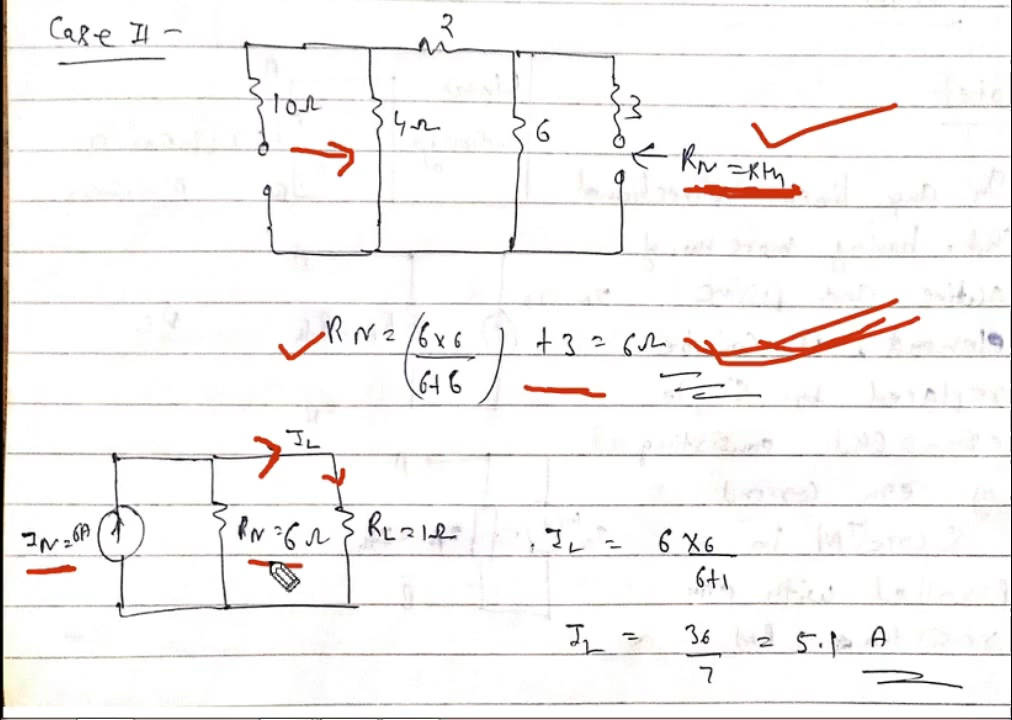 Case II -
2
10Ω
4Ω
6
3
RN = RTh
RN = (6×6 / 6+6) + 3 = 6Ω
IL
IN = 6A
RN = 6Ω
RL = 1Ω
IL = 6×6 / 6+1
IL = 36 / 7 = 5.1 A